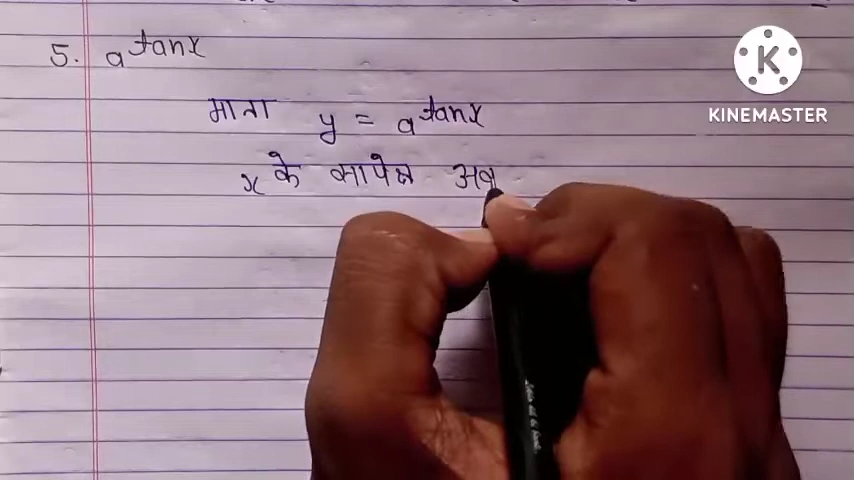 5. a^tanx
माना y = a^tanx
x के सापेक्ष अव
K
KINEMASTER